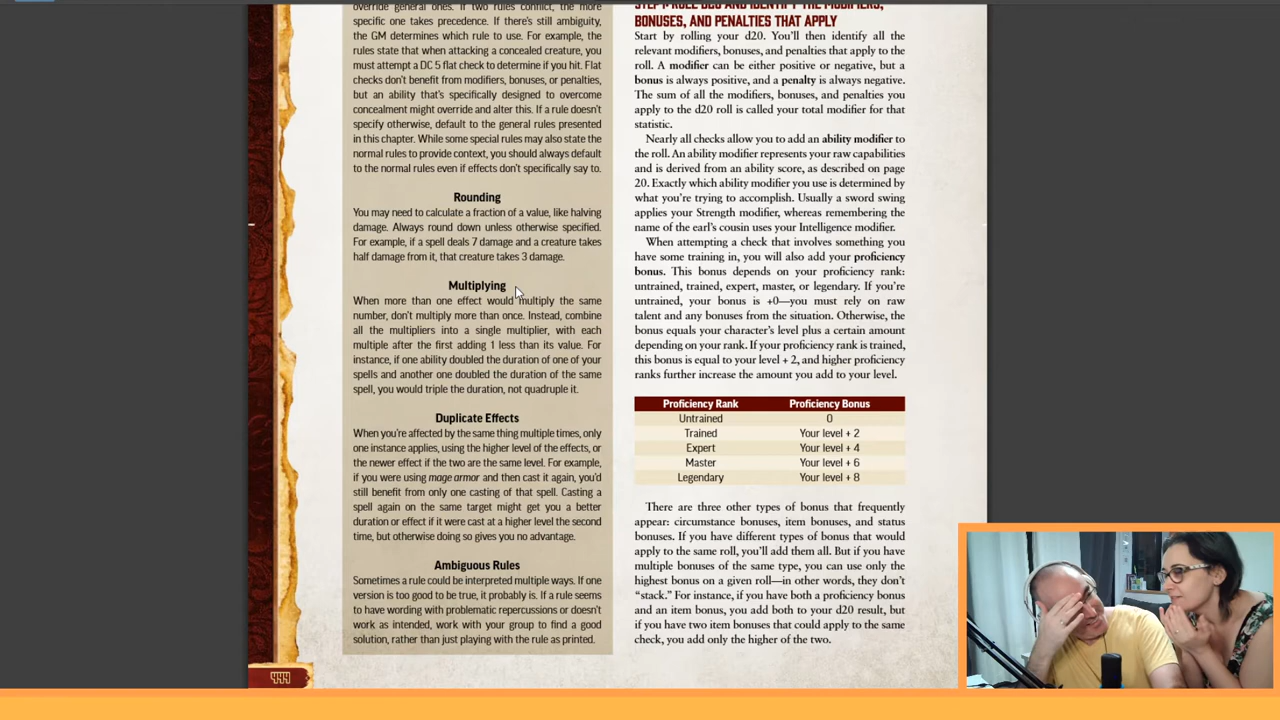 override general ones. If two rules conflict, the more
specific one takes precedence. If there's still ambiguity,
the GM determines which rule to use. For example, the
rules state that when attacking a concealed creature, you
must attempt a DC 5 flat check to determine if you hit. Flat
checks don't benefit from modifiers, bonuses, or penalties,
but an ability that's specifically designed to overcome
concealment might override and alter this. If a rule doesn't
specify otherwise, default to the general rules presented
in this chapter. While some special rules may also state the
normal rules to provide context, you should always default
to the normal rules even if effects don't specifically say to.
Rounding
You may need to calculate a fraction of a value, like halving
damage. Always round down unless otherwise specified.
For example, if a spell deals 7 damage and a creature takes
half damage from it, that creature takes 3 damage.
Multiplying
When more than one effect would multiply the same
number, don't multiply more than once. Instead, combine
all the multipliers into a single multiplier, with each
multiple after the first adding 1 less than its value. For
instance, if one ability doubled the duration of one of your
spells and another one doubled the duration of the same
spell, you would triple the duration, not quadruple it.
Duplicate Effects
When you're affected by the same thing multiple times, only
one instance applies, using the higher level of the effects, or
the newer effect if the two are the same level. For example,
if you were using mage armor and then cast it again, you'd
still benefit from only one casting of that spell. Casting a
spell again on the same target might get you a better
duration or effect if it were cast at a higher level the second
time, but otherwise doing so gives you no advantage.
Ambiguous Rules
Sometimes a rule could be interpreted multiple ways. If one
version is too good to be true, it probably is. If a rule seems
to have wording with problematic repercussions or doesn't
work as intended, work with your group to find a good
solution, rather than just playing with the rule as printed.
STEP 1: ROLL D20 AND IDENTIFY THE MODIFIERS,
BONUSES, AND PENALTIES THAT APPLY
Start by rolling your d20. You'll then identify all the
relevant modifiers, bonuses, and penalties that apply to the
roll. A modifier can be either positive or negative, but a
bonus is always positive, and a penalty is always negative.
The sum of all the modifiers, bonuses, and penalties you
apply to the d20 roll is called your total modifier for that
statistic.
Nearly all checks allow you to add an ability modifier to
the roll. An ability modifier represents your raw capabilities
and is derived from an ability score, as described on page
20. Exactly which ability modifier you use is determined by
what you're trying to accomplish. Usually a sword swing
applies your Strength modifier, whereas remembering the
name of the earl's cousin uses your Intelligence modifier.
When attempting a check that involves something you
have some training in, you will also add your proficiency
bonus. This bonus depends on your proficiency rank:
untrained, trained, expert, master, or legendary. If you're
untrained, your bonus is +0—you must rely on raw
talent and any bonuses from the situation. Otherwise, the
bonus equals your character's level plus a certain amount
depending on your rank. If your proficiency rank is trained,
this bonus is equal to your level + 2, and higher proficiency
ranks further increase the amount you add to your level.
Proficiency Rank Proficiency Bonus
Untrained 0
Trained Your level + 2
Expert Your level + 4
Master Your level + 6
Legendary Your level + 8
There are three other types of bonus that frequently
appear: circumstance bonuses, item bonuses, and status
bonuses. If you have different types of bonus that would
apply to the same roll, you'll add them all. But if you have
multiple bonuses of the same type, you can use only the
highest bonus on a given roll—in other words, they don't
“stack.” For instance, if you have both a proficiency bonus
and an item bonus, you add both to your d20 result, but
if you have two item bonuses that could apply to the same
check, you add only the higher of the two.
444